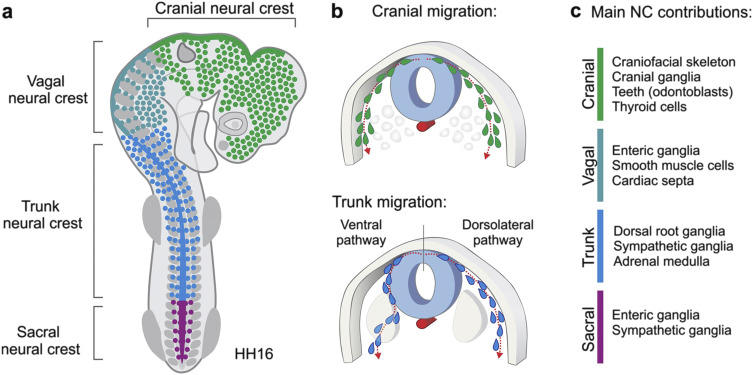 a
Cranial neural crest
Vagal
neural crest
Trunk
neural crest
Sacral
neural crest
HH16
b
Cranial migration:
Trunk migration:
Ventral
pathway
Dorsolateral
pathway
c
Main NC contributions:
Cranial
Craniofacial skeleton
Cranial ganglia
Teeth (odontoblasts)
Thyroid cells
Vagal
Enteric ganglia
Smooth muscle cells
Cardiac septa
Trunk
Dorsal root ganglia
Sympathetic ganglia
Adrenal medulla
Sacral
Enteric ganglia
Sympathetic ganglia